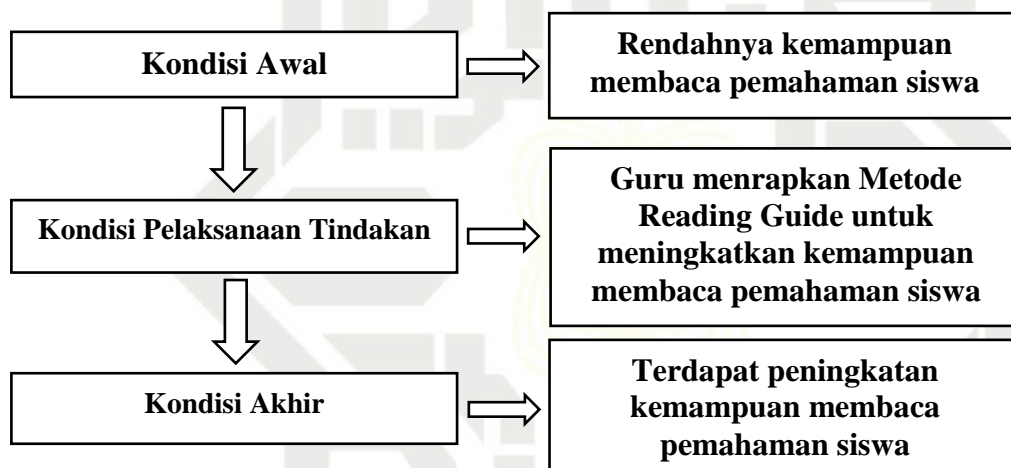 Kondisi Awal
Rendahnya kemampuan
membaca pemahaman siswa
Kondisi Pelaksanaan Tindakan
Guru menrapkan Metode
Reading Guide untuk
meningkatkan kemampuan
membaca pemahaman siswa
Kondisi Akhir
Terdapat peningkatan
kemampuan membaca
pemahaman siswa